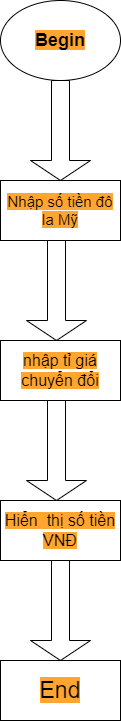 Begin
Nhập số tiền đô
la Mỹ
nhập tỉ giá
chuyển đổi
Hiển thị số tiền
VNĐ
End